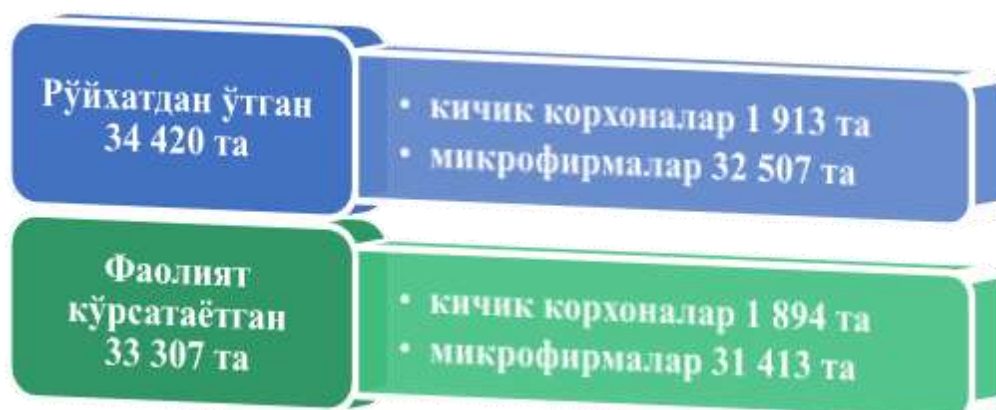 Рўйхатдан ўтган
34 420 та
• кичик корхоналар 1 913 та
• микрофирмалар 32 507 та
Фаолият
кўрсатаётган
33 307 та
• кичик корхоналар 1 894 та
• микрофирмалар 31 413 та